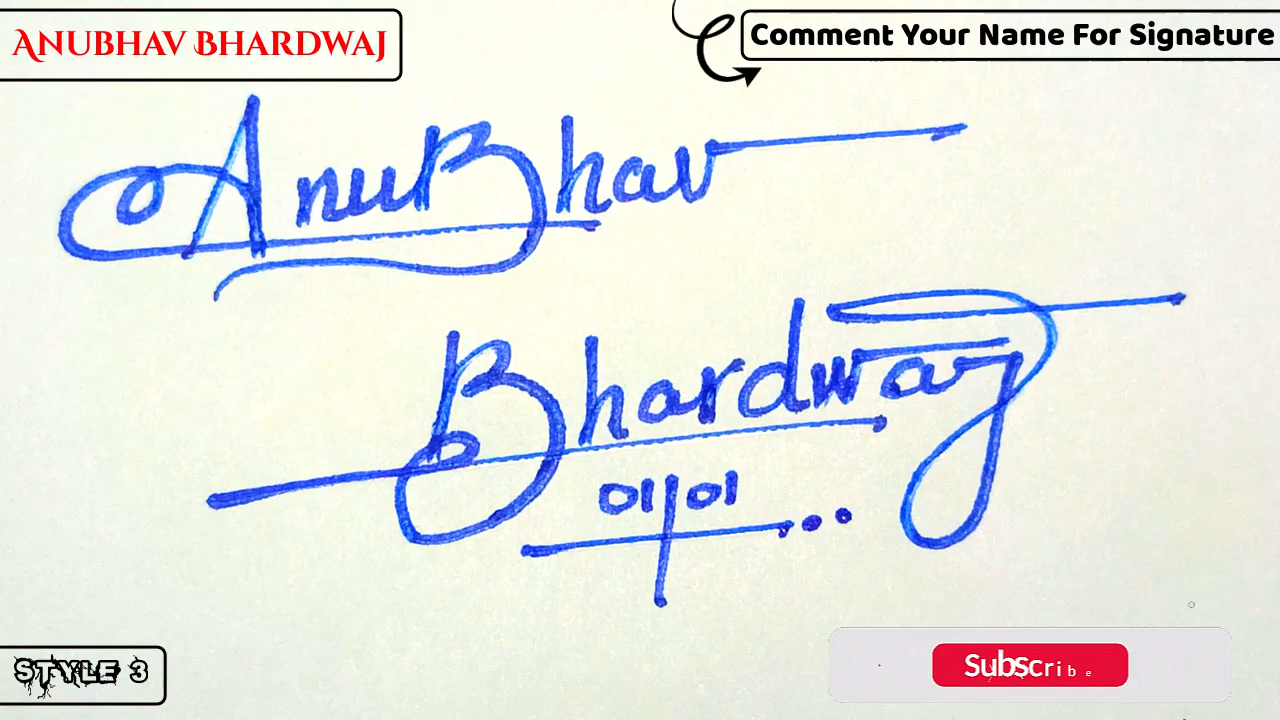 ANUBHAV BHARDWAJ
Comment Your Name For Signature
AnuBhav
Bhardwaj
01/01
STYLE 3
Subscribe